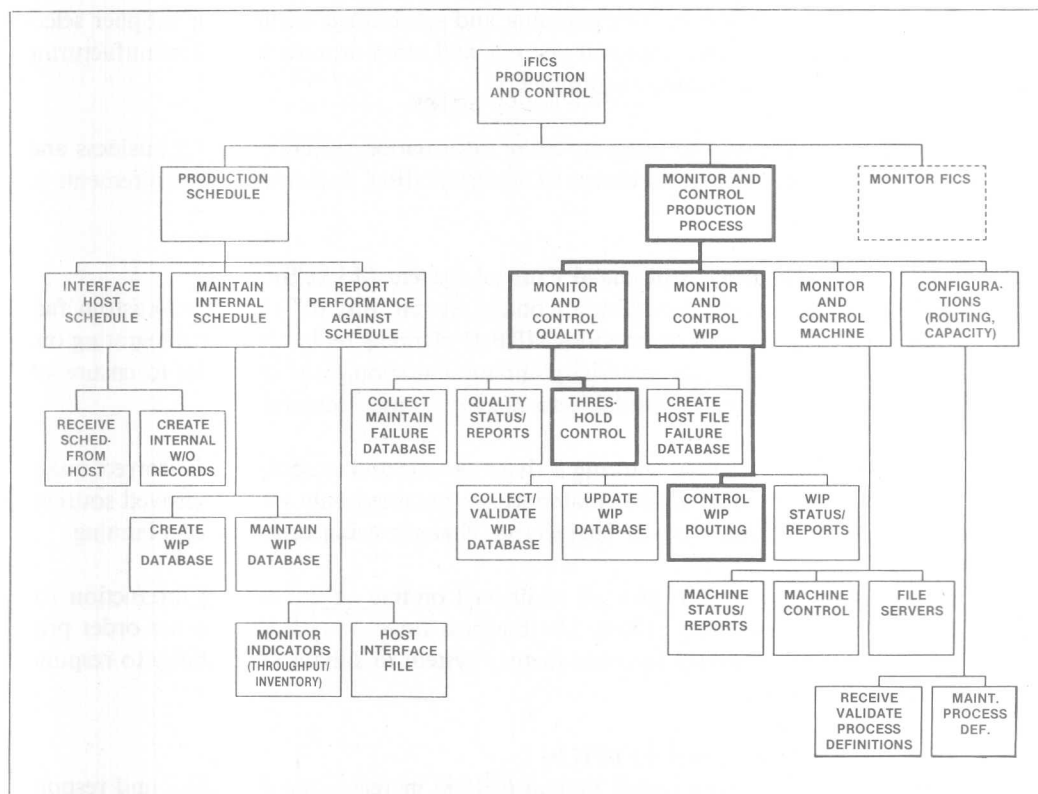 iFICS
PRODUCTION
AND CONTROL
PRODUCTION
SCHEDULE
MONITOR AND
CONTROL
PRODUCTION
PROCESS
MONITOR FICS
INTERFACE
HOST
SCHEDULE
MAINTAIN
INTERNAL
SCHEDULE
REPORT
PERFORMANCE
AGAINST
SCHEDULE
MONITOR
AND
CONTROL
QUALITY
MONITOR
AND
CONTROL
WIP
MONITOR
AND
CONTROL
MACHINE
CONFIGURA-
TIONS
(ROUTING,
CAPACITY)
RECEIVE
SCHED-
FROM
HOST
CREATE
INTERNAL
W/O
RECORDS
COLLECT
MAINTAIN
FAILURE
DATABASE
QUALITY
STATUS/
REPORTS
THRES-
HOLD
CONTROL
CREATE
HOST FILE
FAILURE
DATABASE
CREATE
WIP
DATABASE
MAINTAIN
WIP
DATABASE
COLLECT/
VALIDATE
WIP
DATABASE
UPDATE
WIP
DATABASE
CONTROL
WIP
ROUTING
WIP
STATUS/
REPORTS
MACHINE
STATUS/
REPORTS
MACHINE
CONTROL
FILE
SERVERS
MONITOR
INDICATORS
(THROUGHPUT/
INVENTORY)
HOST
INTERFACE
FILE
RECEIVE
VALIDATE
PROCESS
DEFINITIONS
MAINT.
PROCESS
DEF.